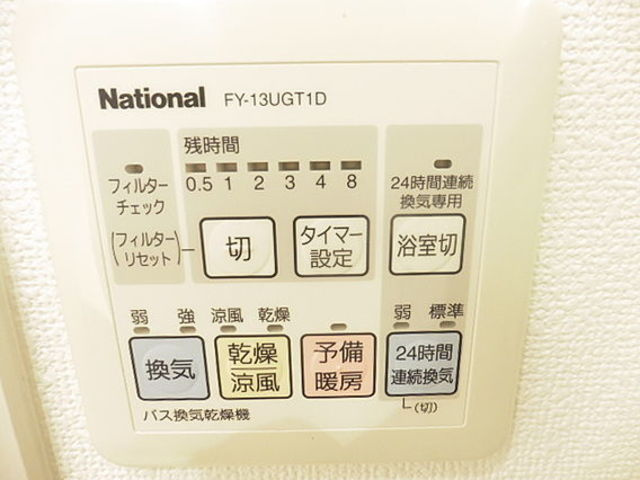 National FY-13UGT1D
残時間
0.5 1 2 3 4 8
フィルター
チェック
24時間連続
換気専用
(フィルター
リセット)
切
タイマー
設定
浴室切
弱 強 涼風 乾燥 弱 標準
換気
乾燥
涼風
予備
暖房
24時間
連続換気
(切)
バス換気乾燥機